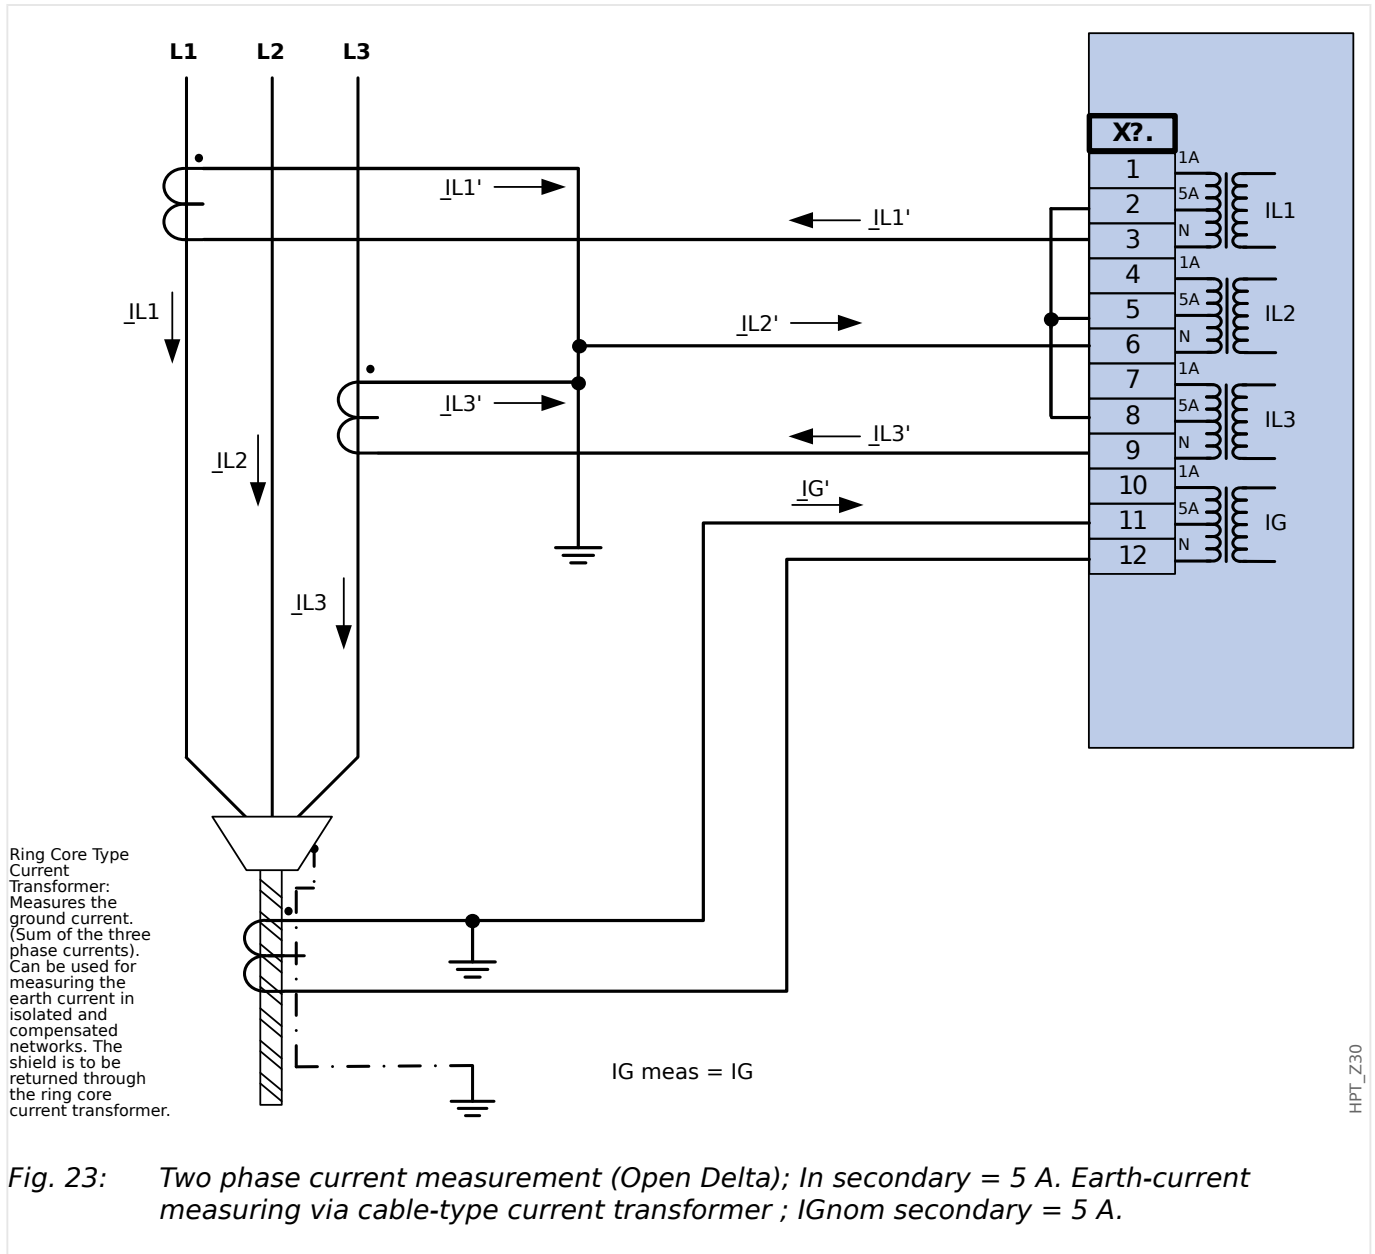 L1 L2 L3
X?.
1 1A
2 5A IL1
3 N
4 1A
5 5A IL2
6 N
7 1A
8 5A IL3
9 N
10 1A
11 5A IG
12 N
IL1'
IL1'
IL1
IL2'
IL3'
IL3'
IL2
IG'
IL3
Ring Core Type
Current
Transformer:
Measures the
ground current.
(Sum of the three
phase currents).
Can be used for
measuring the
earth current in
isolated and
compensated
networks. The
shield is to be
returned through
the ring core
current transformer.
IG meas = IG
HPT_Z30
Fig. 23: Two phase current measurement (Open Delta); In secondary = 5 A. Earth-current
measuring via cable-type current transformer ; IGnom secondary = 5 A.